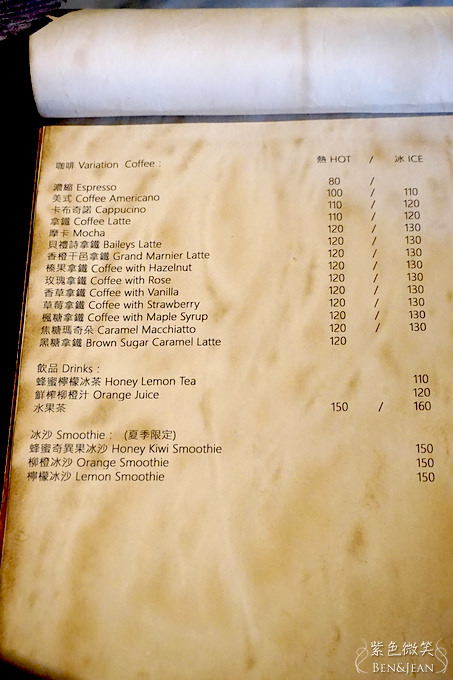 咖啡 Variation Coffee : 熱 HOT / 冰 ICE
濃縮 Espresso 80 /
美式 Coffee Americano 100 / 110
卡布奇諾 Cappucino 110 / 120
拿鐵 Coffee Latte 110 / 120
摩卡 Mocha 120 / 130
貝禮詩拿鐵 Baileys Latte 120 / 130
香橙干邑拿鐵 Grand Marnier Latte 120 / 130
榛果拿鐵 Coffee with Hazelnut 120 / 130
玫瑰拿鐵 Coffee with Rose 120 / 130
香草拿鐵 Coffee with Vanilla 120 / 130
草莓拿鐵 Coffee with Strawberry 120 / 130
楓糖拿鐵 Coffee with Maple Syrup 120 / 130
焦糖瑪奇朵 Caramel Macchiatto 120 / 130
黑糖拿鐵 Brown Sugar Caramel Latte 120
飲品 Drinks :
蜂蜜檸檬冰茶 Honey Lemon Tea 110
鮮榨柳橙汁 Orange Juice 120
水果茶 150 / 160
冰沙 Smoothie : (夏季限定)
蜂蜜奇異果冰沙 Honey Kiwi Smoothie 150
柳橙冰沙 Orange Smoothie 150
檸檬冰沙 Lemon Smoothie 150
紫色微笑
BEN&JEAN